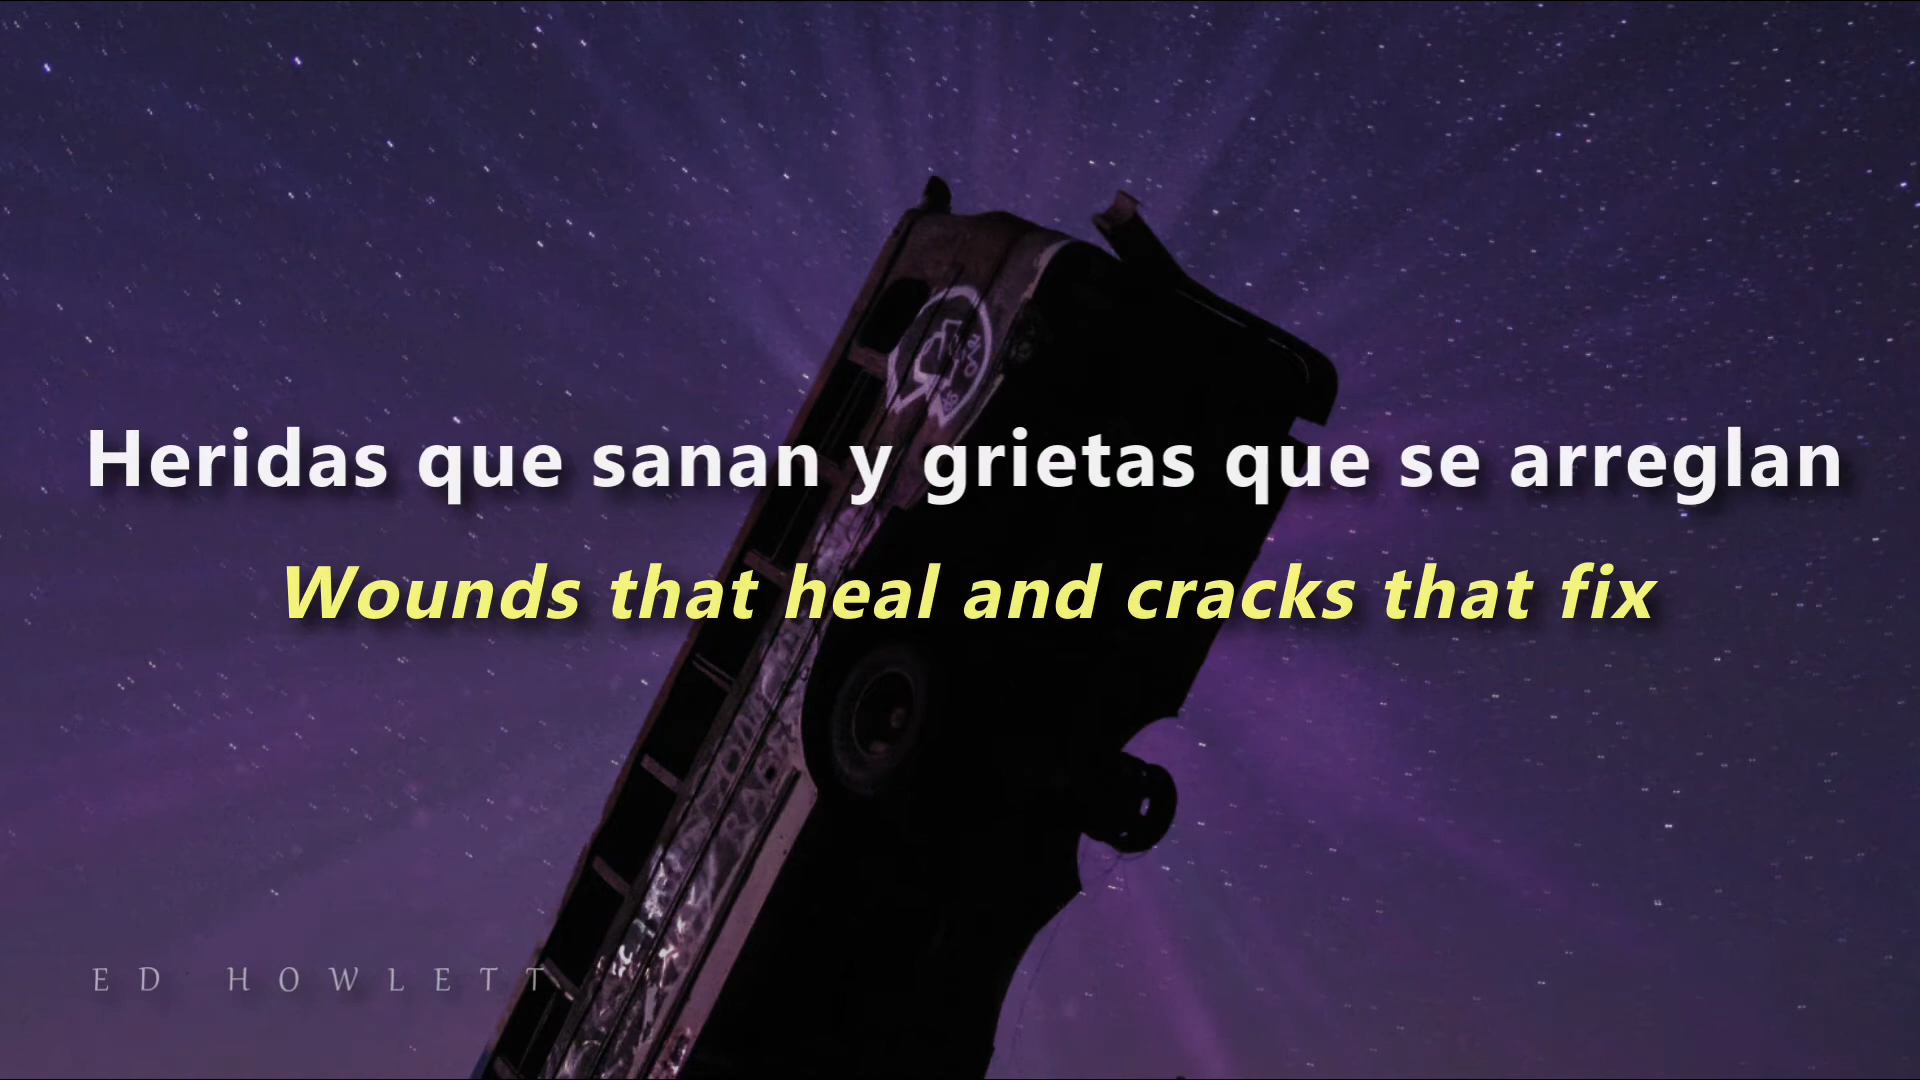 Heridas que sanan y grietas que se arreglan
Wounds that heal and cracks that fix
ED HOWLETT